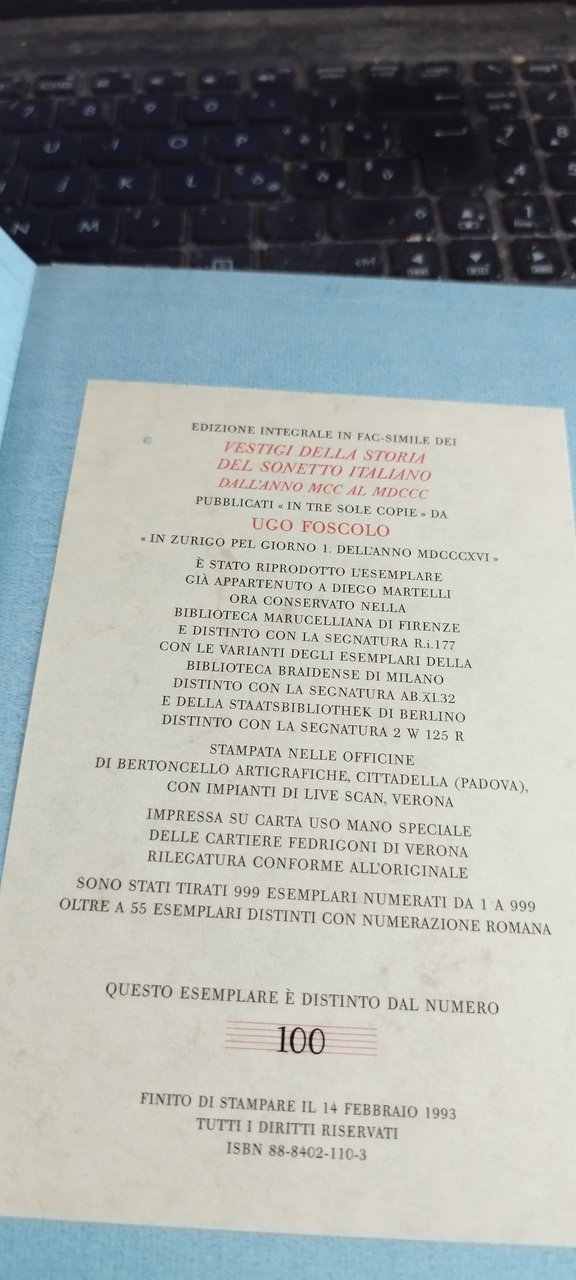 U
I
O
P
J
K
L
N
M
7
8
9
0
ctrl
EDIZIONE INTEGRALE IN FAC-SIMILE DEI
VESTIGI DELLA STORIA
DEL SONETTO ITALIANO
DALL'ANNO MCC AL MDCCC
PUBBLICATI « IN TRE SOLE COPIE » DA
UGO FOSCOLO
« IN ZURIGO PEL GIORNO 1. DELL'ANNO MDCCCXVI »
È STATO RIPRODOTTO L'ESEMPLARE
GIÀ APPARTENUTO A DIEGO MARTELLI
ORA CONSERVATO NELLA
BIBLIOTECA MARUCELLIANA DI FIRENZE
E DISTINTO CON LA SEGNATURA R.i.177
CON LE VARIANTI DEGLI ESEMPLARI DELLA
BIBLIOTECA BRAIDENSE DI MILANO
DISTINTO CON LA SEGNATURA AB.XI.32
E DELLA STAATSBIBLIOTHEK DI BERLINO
DISTINTO CON LA SEGNATURA 2 W 125 R
STAMPATA NELLE OFFICINE
DI BERTONCELLO ARTIGRAFICHE, CITTADELLA (PADOVA),
CON IMPIANTI DI LIVE SCAN, VERONA
IMPRESSA SU CARTA USO MANO SPECIALE
DELLE CARTIERE FEDRIGONI DI VERONA
RILEGATURA CONFORME ALL'ORIGINALE
SONO STATI TIRATI 999 ESEMPLARI NUMERATI DA 1 A 999
OLTRE A 55 ESEMPLARI DISTINTI CON NUMERAZIONE ROMANA
QUESTO ESEMPLARE È DISTINTO DAL NUMERO
100
FINITO DI STAMPARE IL 14 FEBBRAIO 1993
TUTTI I DIRITTI RISERVATI
ISBN 88-8402-110-3